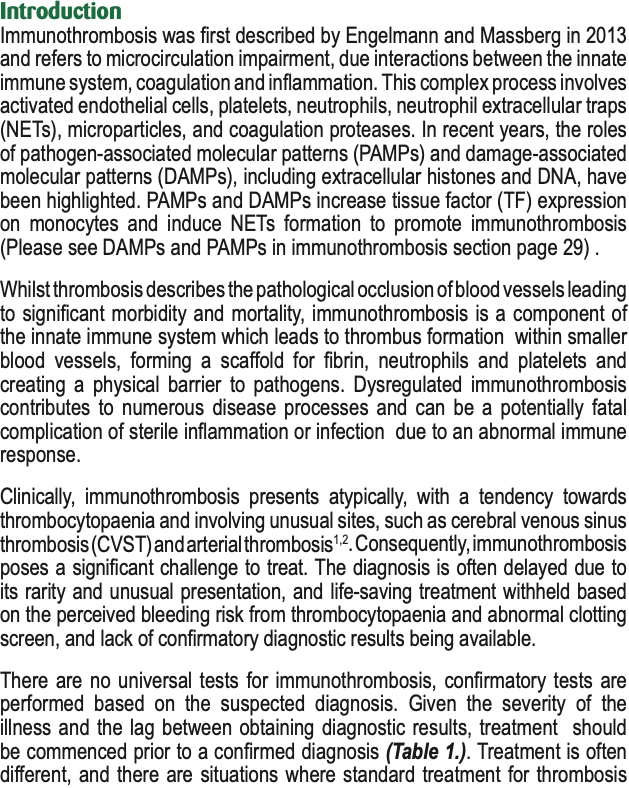 Introduction
Immunothrombosis was first described by Engelmann and Massberg in 2013
and refers to microcirculation impairment, due interactions between the innate
immune system, coagulation and inflammation. This complex process involves
activated endothelial cells, platelets, neutrophils, neutrophil extracellular traps
(NETs), microparticles, and coagulation proteases. In recent years, the roles
of pathogen-associated molecular patterns (PAMPs) and damage-associated
molecular patterns (DAMPs), including extracellular histones and DNA, have
been highlighted. PAMPs and DAMPs increase tissue factor (TF) expression
on monocytes and induce NETs formation to promote immunothrombosis
(Please see DAMPs and PAMPs in immunothrombosis section page 29) .
Whilst thrombosis describes the pathological occlusion of blood vessels leading
to significant morbidity and mortality, immunothrombosis is a component of
the innate immune system which leads to thrombus formation within smaller
blood vessels, forming a scaffold for fibrin, neutrophils and platelets and
creating a physical barrier to pathogens. Dysregulated immunothrombosis
contributes to numerous disease processes and can be a potentially fatal
complication of sterile inflammation or infection due to an abnormal immune
response.
Clinically, immunothrombosis presents atypically, with a tendency towards
thrombocytopaenia and involving unusual sites, such as cerebral venous sinus
thrombosis (CVST) and arterial thrombosis1,2. Consequently, immunothrombosis
poses a significant challenge to treat. The diagnosis is often delayed due to
its rarity and unusual presentation, and life-saving treatment withheld based
on the perceived bleeding risk from thrombocytopaenia and abnormal clotting
screen, and lack of confirmatory diagnostic results being available.
There are no universal tests for immunothrombosis, confirmatory tests are
performed based on the suspected diagnosis. Given the severity of the
illness and the lag between obtaining diagnostic results, treatment should
be commenced prior to a confirmed diagnosis (Table 1.). Treatment is often
different, and there are situations where standard treatment for thrombosis